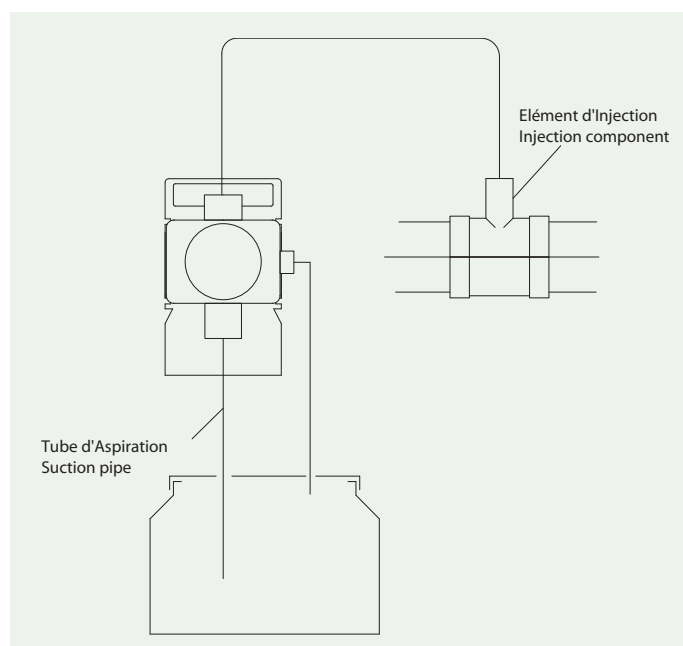 Elément d'Injection
Injection component
Tube d'Aspiration
Suction pipe